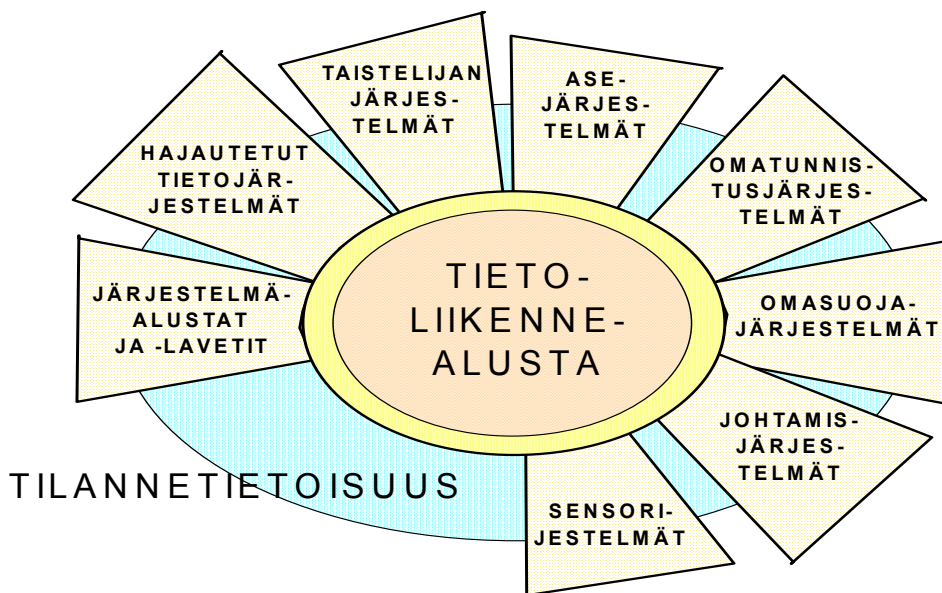 TAISTELIJAN
JÄRJES-
TELMÄT
ASE-
JÄRJES-
TELMÄT
HAJAUTETUT
TIETOJÄR-
JESTELMÄT
OMATUNNIS-
TUSJÄRJES-
TELMÄT
JÄRJESTELMÄ-
ALUSTAT
JA -LAVETIT
TIETO-
LIIKENNE-
ALUSTA
OMASUOJA-
JÄRJESTELMÄT
JOHTAMIS-
JÄRJES-
TELMÄT
TILANNETIETOISUUS
SENSORI-
JESTELMÄT